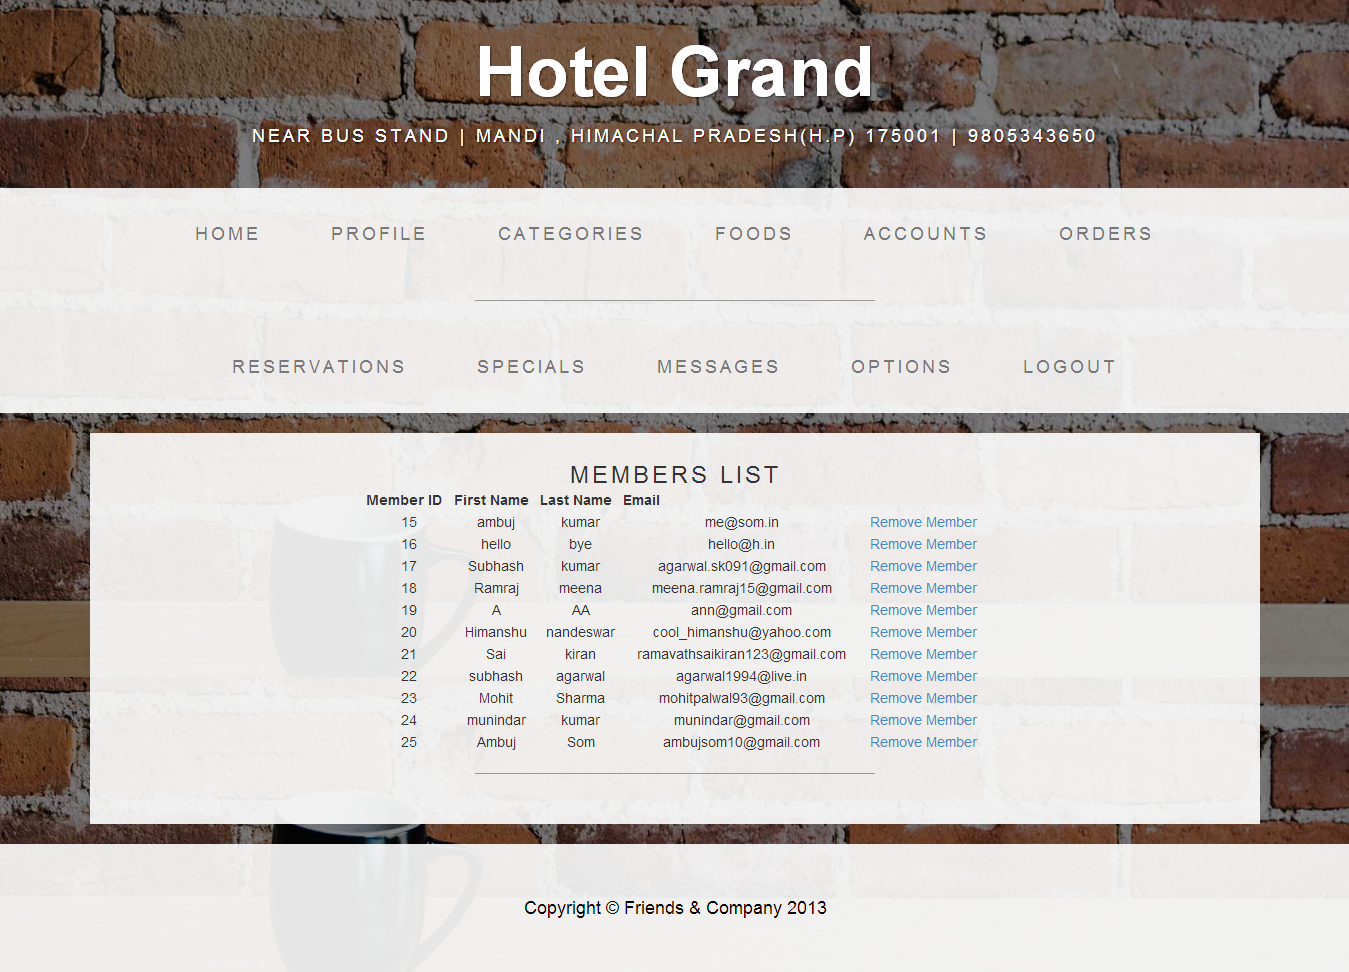 Hotel Grand
NEAR BUS STAND | MANDI , HIMACHAL PRADESH(H.P) 175001 | 9805343650
HOME PROFILE CATEGORIES FOODS ACCOUNTS ORDERS
RESERVATIONS SPECIALS MESSAGES OPTIONS LOGOUT
MEMBERS LIST
Member ID First Name Last Name Email
15 ambuj kumar me@som.in Remove Member
16 hello bye hello@h.in Remove Member
17 Subhash kumar agarwal.sk091@gmail.com Remove Member
18 Ramraj meena meena.ramraj15@gmail.com Remove Member
19 A AA ann@gmail.com Remove Member
20 Himanshu nandeswar cool_himanshu@yahoo.com Remove Member
21 Sai kiran ramavathsaikiran123@gmail.com Remove Member
22 subhash agarwal agarwal1994@live.in Remove Member
23 Mohit Sharma mohitpalwal93@gmail.com Remove Member
24 munindar kumar munindar@gmail.com Remove Member
25 Ambuj Som ambujsom10@gmail.com Remove Member
Copyright © Friends & Company 2013